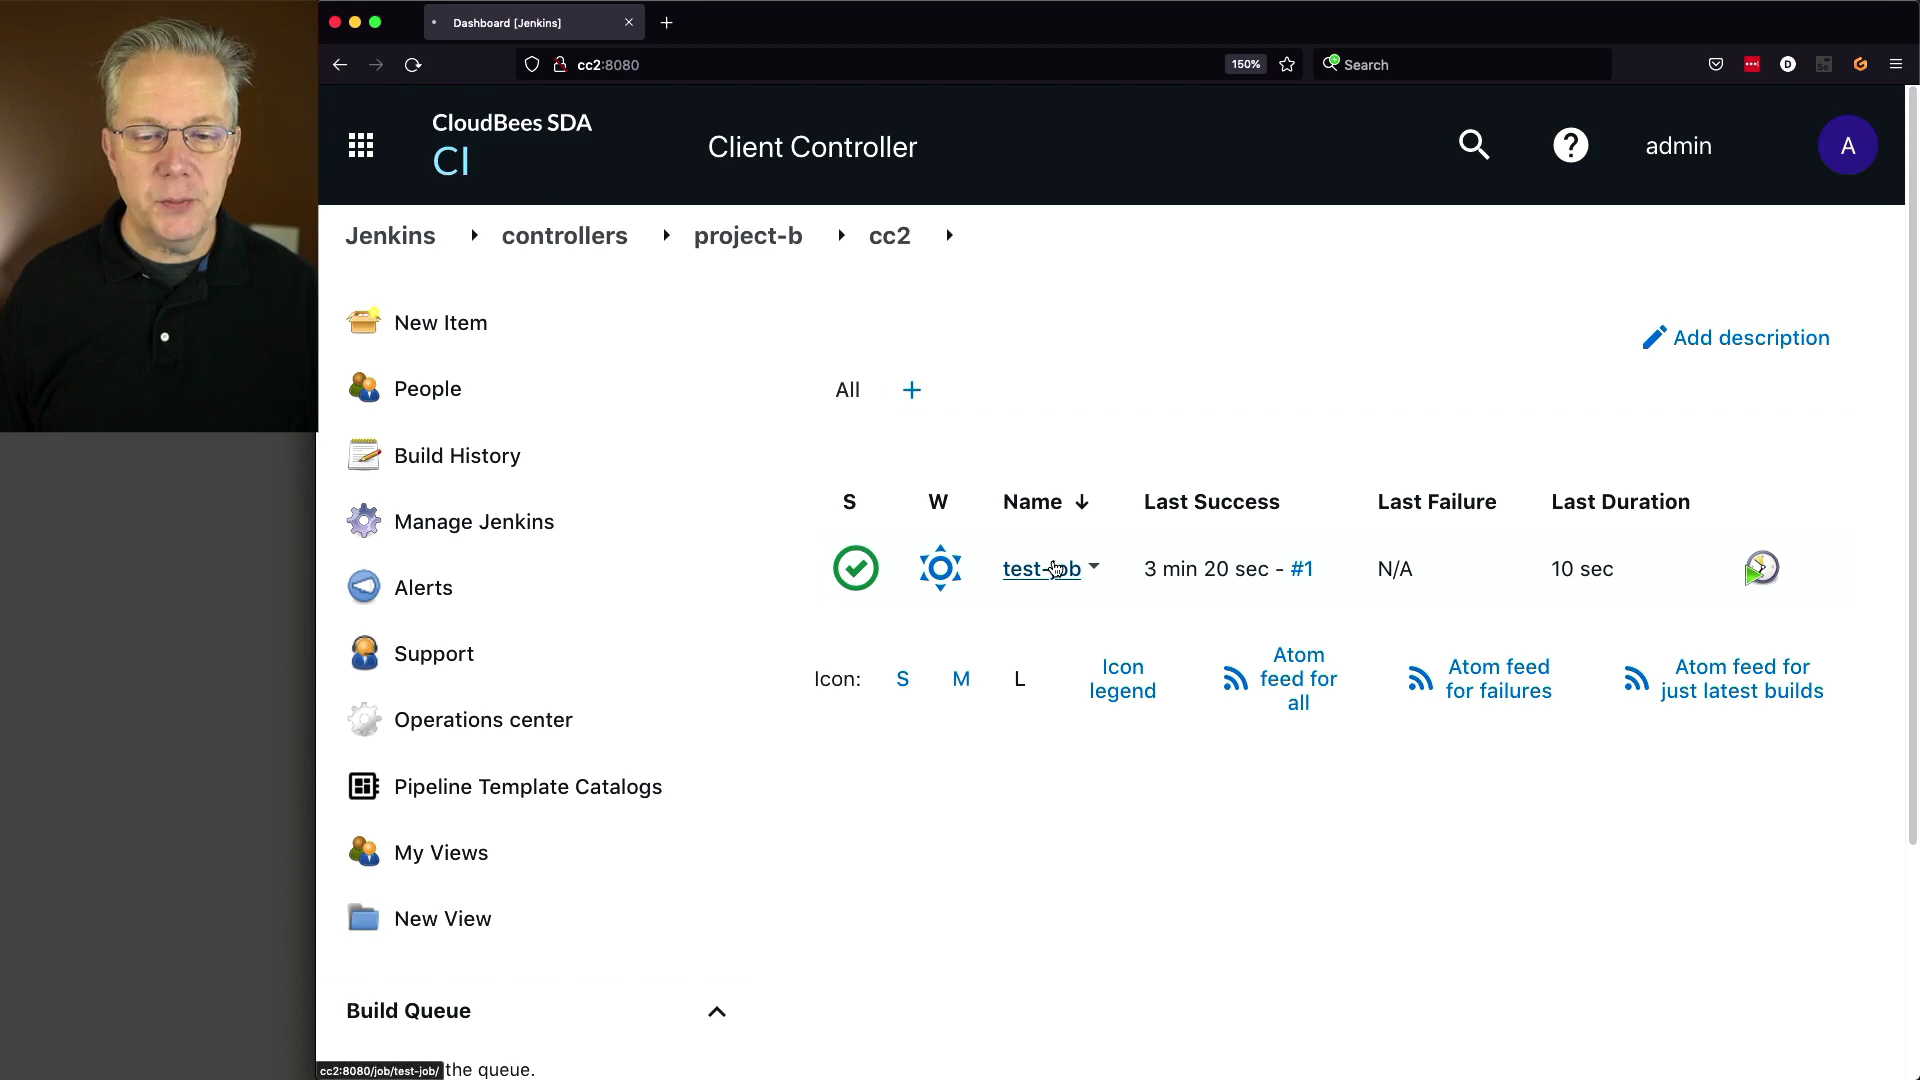 Dashboard [Jenkins]
cc2:8080
150%
Search
CloudBees SDA
CI
Client Controller
admin
A
Jenkins
controllers
project-b
cc2
New Item
People
Build History
Manage Jenkins
Alerts
Support
Operations center
Pipeline Template Catalogs
My Views
New View
Build Queue
the queue.
cc2:8080/job/test-job/
Add description
All
+
S W Name ↓ Last Success Last Failure Last Duration
test-job 3 min 20 sec - #1 N/A 10 sec
Icon: S M L
Icon
legend
Atom
feed for
all
Atom feed
for failures
Atom feed for
just latest builds